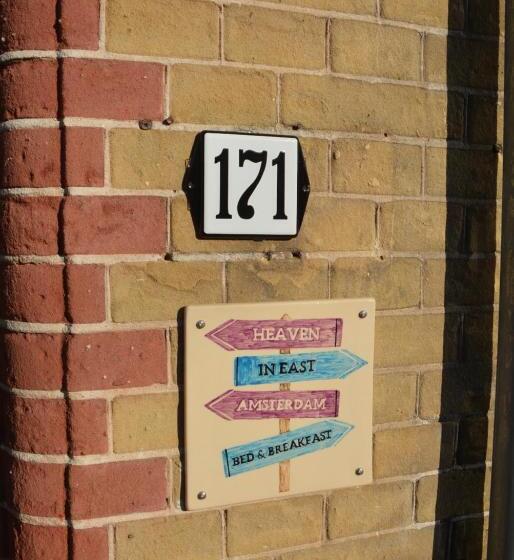 171
HEAVEN
IN EAST
AMSTERDAM
BED & BREAKFAST